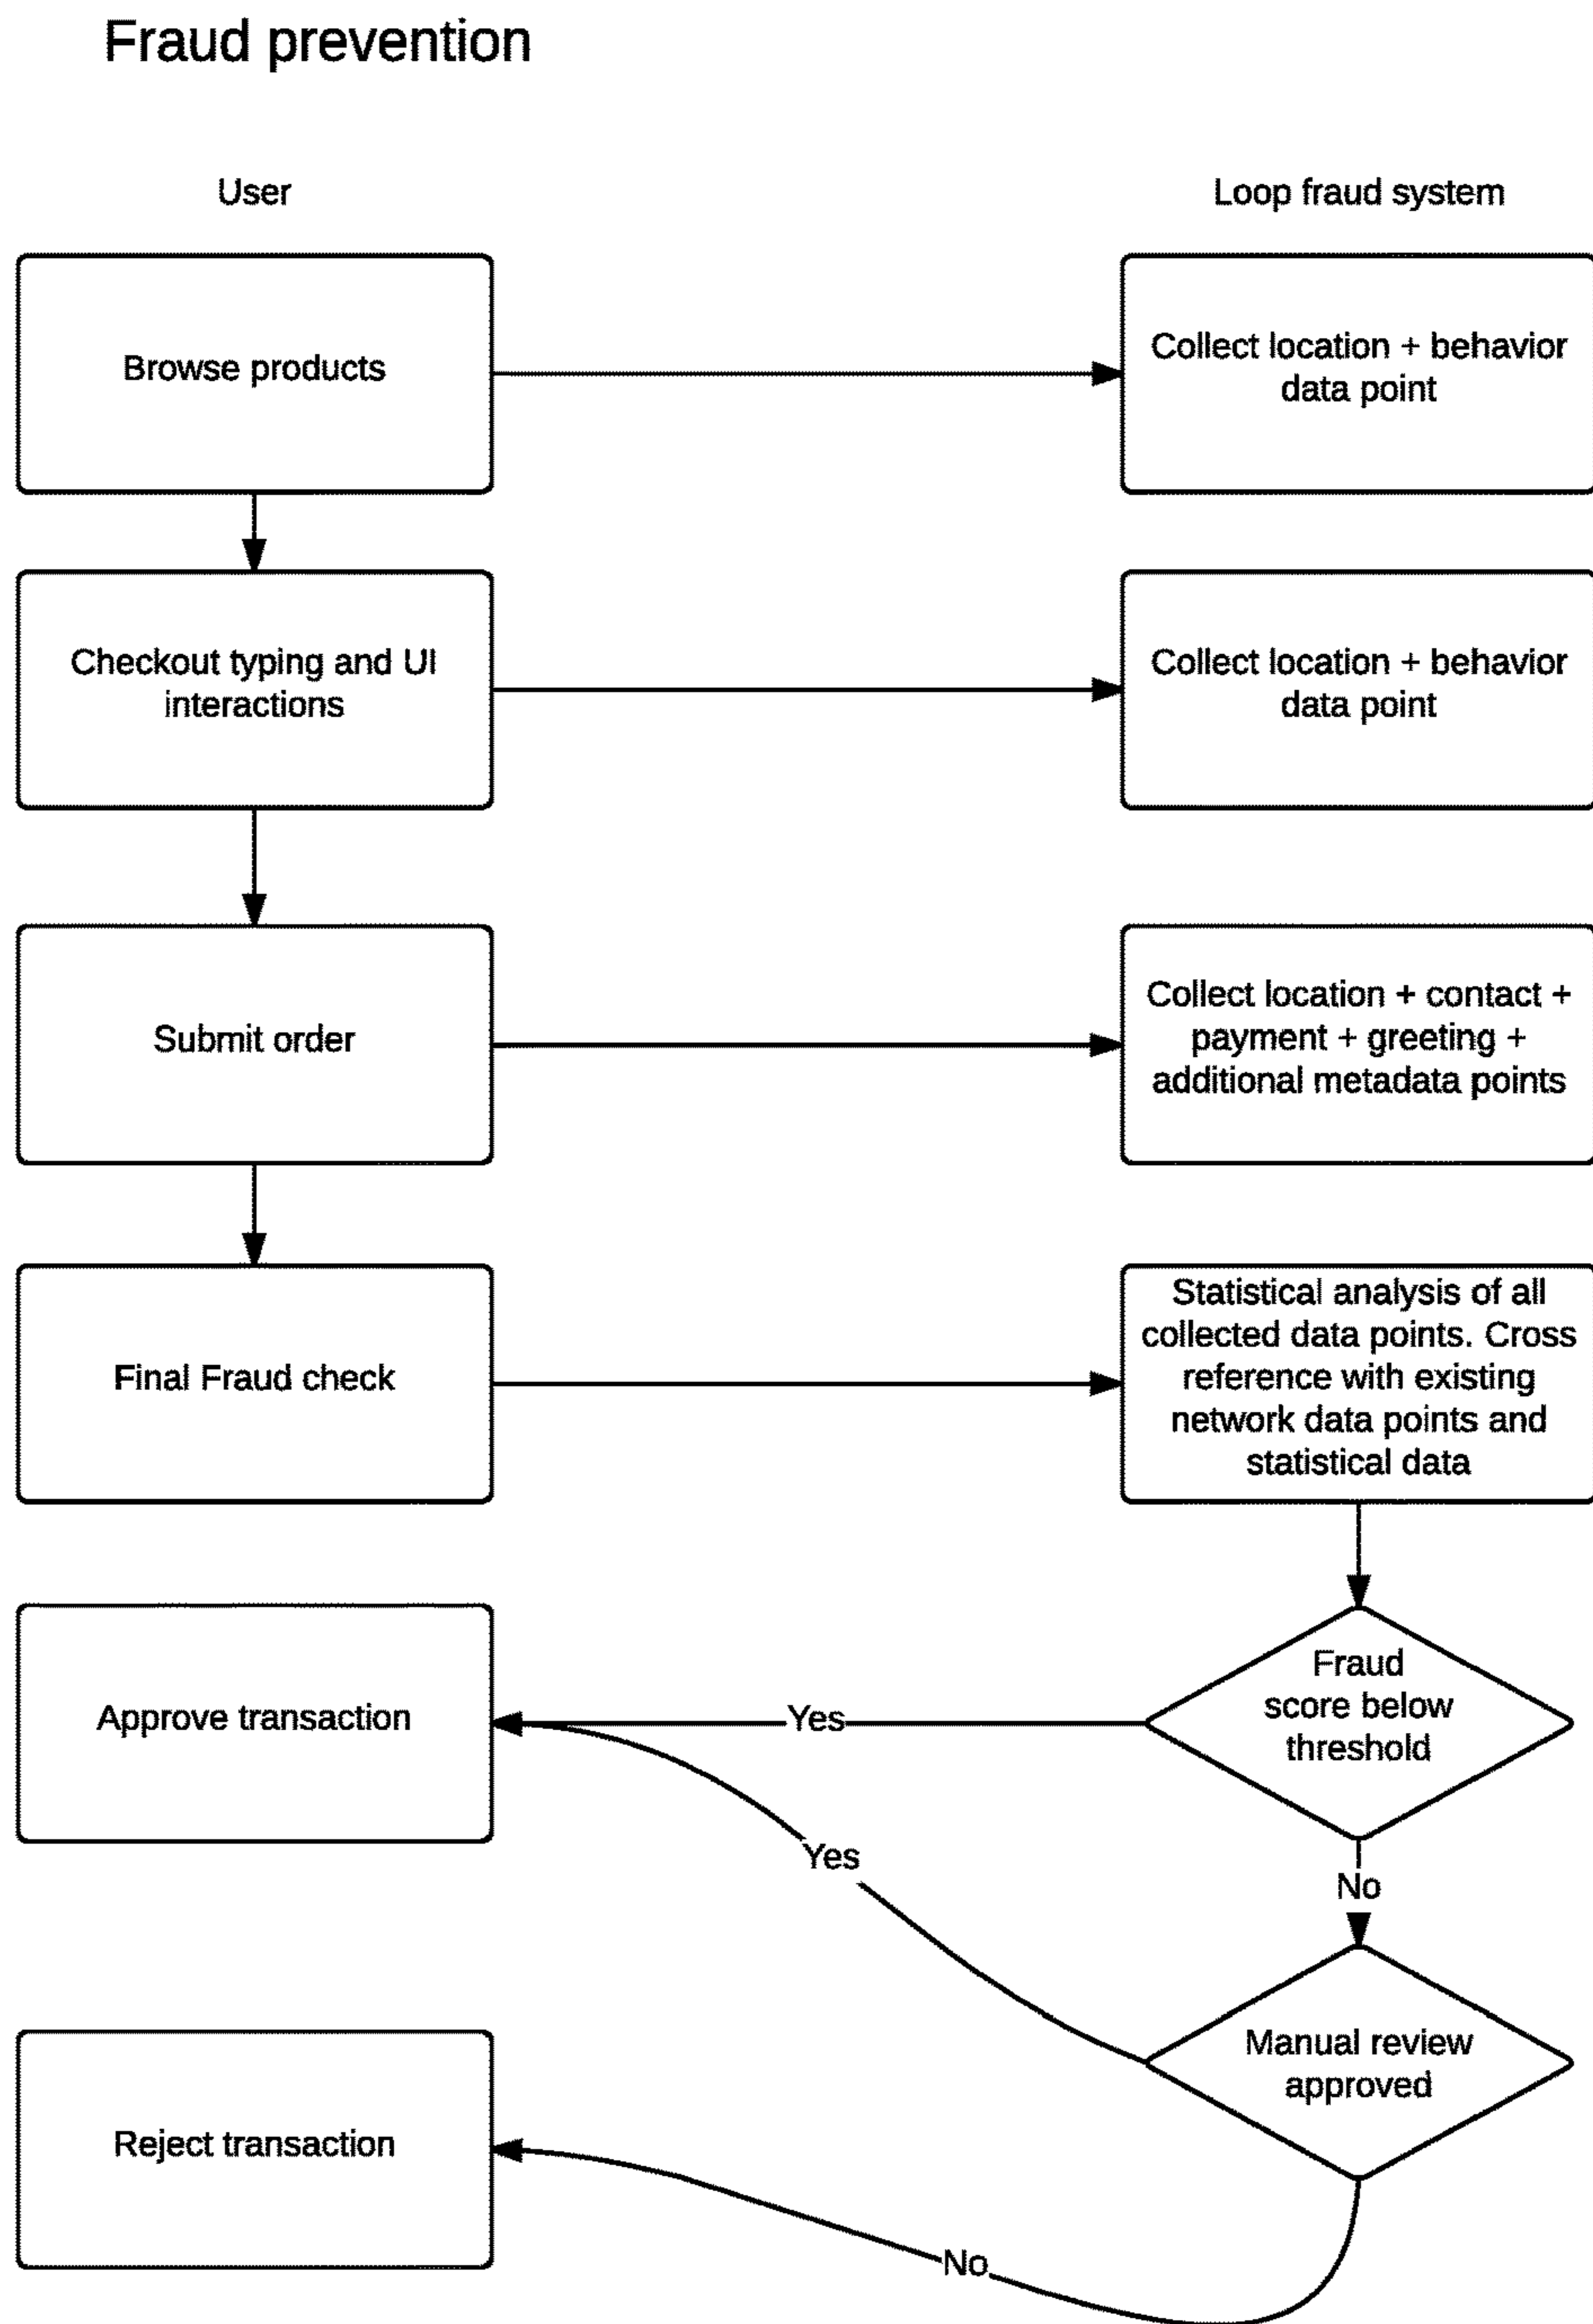 Fraud prevention
User
Loop fraud system
Browse products
Collect location + behavior
data point
Checkout typing and UI
interactions
Collect location + behavior
data point
Submit order
Collect location + contact +
payment + greeting +
additional metadata points
Final Fraud check
Statistical analysis of all
collected data points. Cross
reference with existing
network data points and
statistical data
Approve transaction
Yes
Fraud
score below
threshold
Yes
No
Manual review
approved
Reject transaction
No